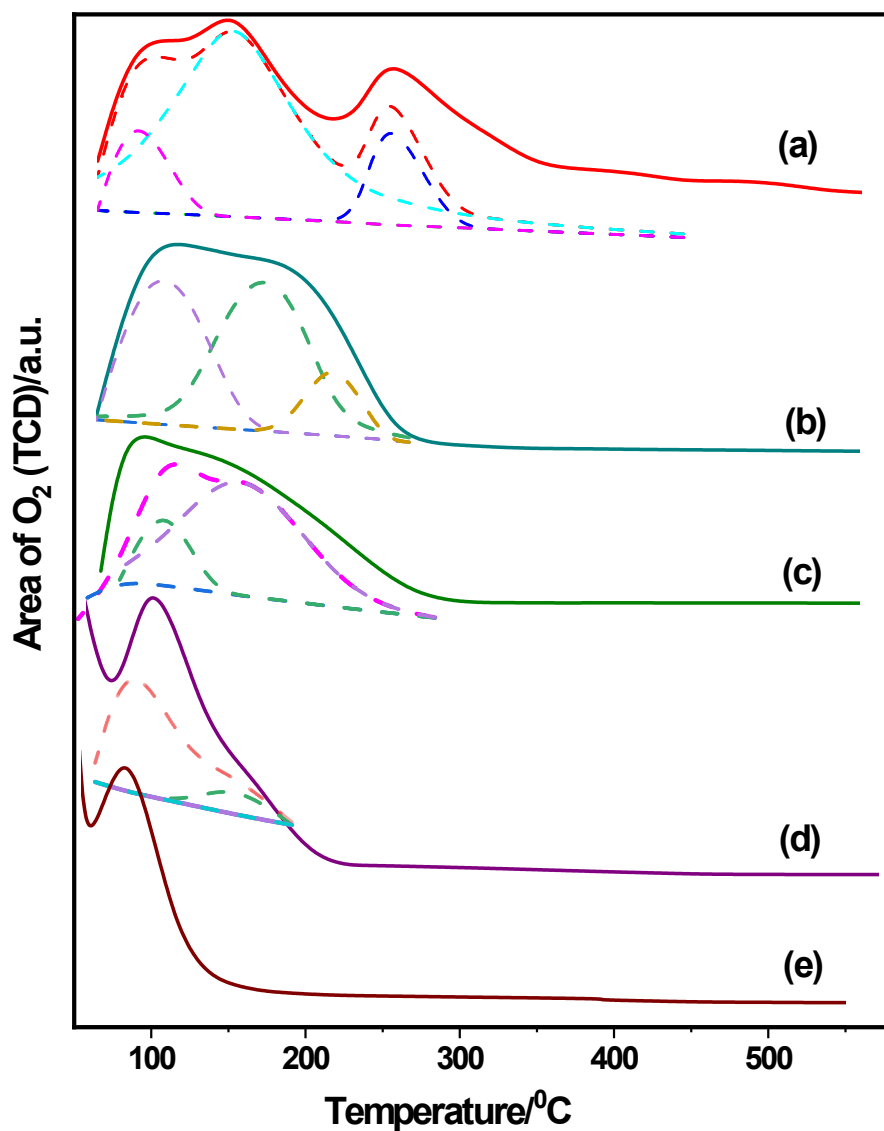 Area of O₂ (TCD)/a.u.
(a)
(b)
(c)
(d)
(e)
100 200 300 400 500
Temperature/⁰C